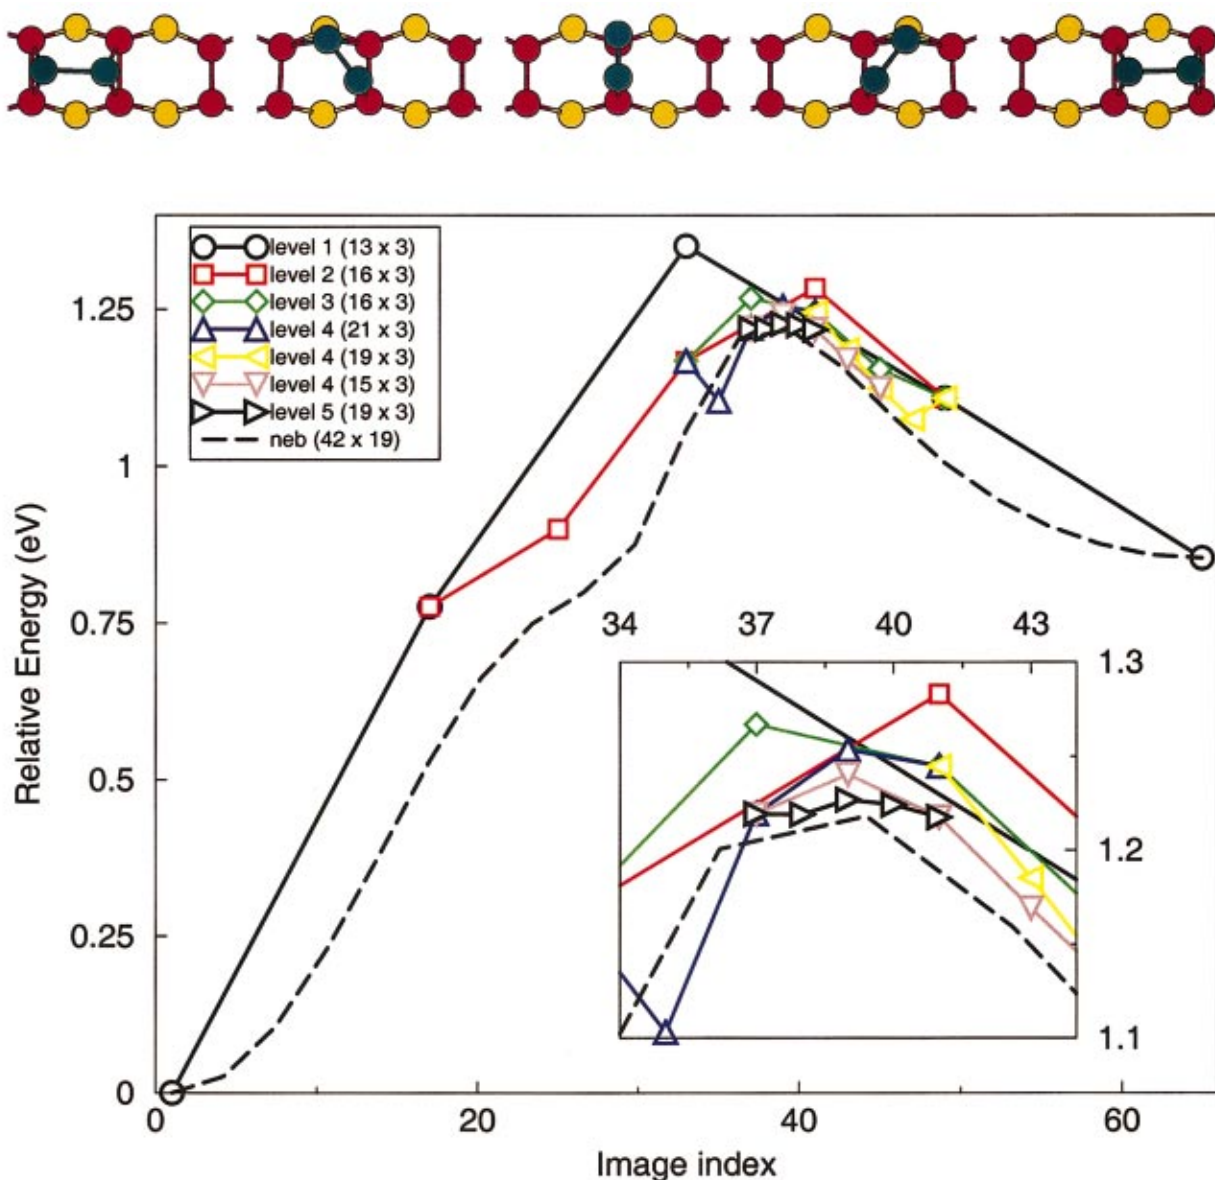 level 1 (13 x 3)
level 2 (16 x 3)
level 3 (16 x 3)
level 4 (21 x 3)
level 4 (19 x 3)
level 4 (15 x 3)
level 5 (19 x 3)
neb (42 x 19)
1.25
1
0.75
0.5
0.25
0
Relative Energy (eV)
34 37 40 43
1.3
1.2
1.1
0 20 40 60
Image index